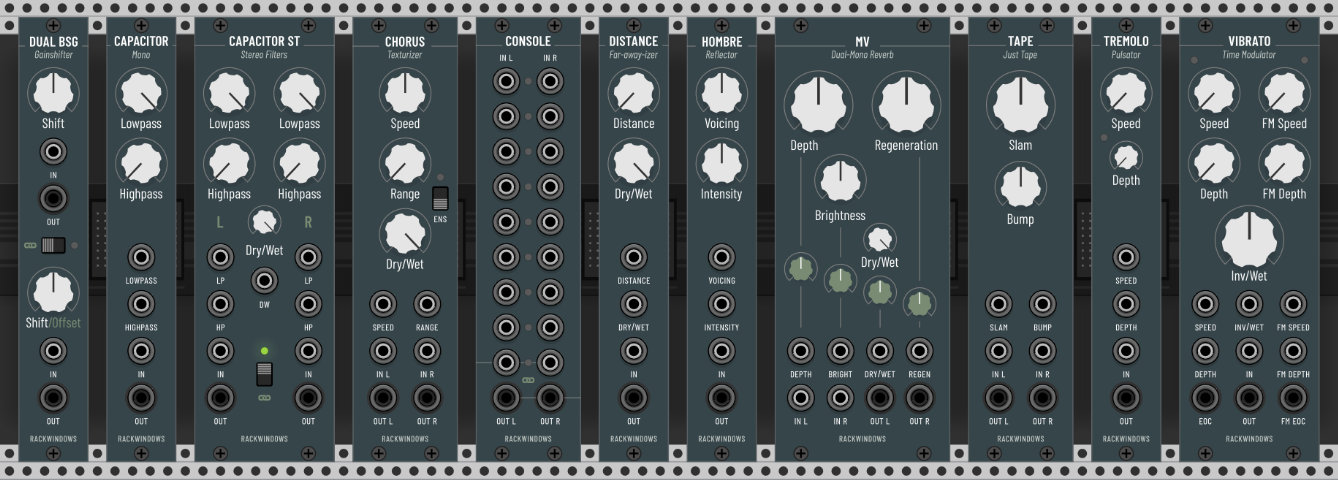 DUAL BSG
Gainshifter
Shift
IN
OUT
Shift/Offset
IN
OUT
RACKWINDOWS
CAPACITOR
Mono
Lowpass
Highpass
LOWPASS
HIGHPASS
IN
OUT
RACKWINDOWS
CAPACITOR ST
Stereo Filters
Lowpass Lowpass
Highpass Highpass
L R
Dry/Wet
LP LP
DW
HP HP
IN IN
OUT OUT
RACKWINDOWS
CHORUS
Texturizer
Speed
Range
ENS
Dry/Wet
SPEED RANGE
IN L IN R
OUT L OUT R
RACKWINDOWS
CONSOLE
IN L IN R
OUT L OUT R
RACKWINDOWS
DISTANCE
Far-away-izer
Distance
Dry/Wet
DISTANCE
DRY/WET
IN
OUT
RACKWINDOWS
HOMBRE
Reflector
Voicing
Intensity
VOICING
INTENSITY
IN
OUT
RACKWINDOWS
MV
Dual-Mono Reverb
Depth Regeneration
Brightness
Dry/Wet
DEPTH BRIGHT DRY/WET REGEN
IN L IN R OUT L OUT R
RACKWINDOWS
TAPE
Just Tape
Slam
Bump
SLAM BUMP
IN L IN R
OUT L OUT R
RACKWINDOWS
TREMOLO
Pulsator
Speed
Depth
SPEED
DEPTH
IN
OUT
RACKWINDOWS
VIBRATO
Time Modulator
Speed FM Speed
Depth FM Depth
Inv/Wet
SPEED INV/WET FM SPEED
DEPTH IN FM DEPTH
EOC OUT FM EOC
RACKWINDOWS